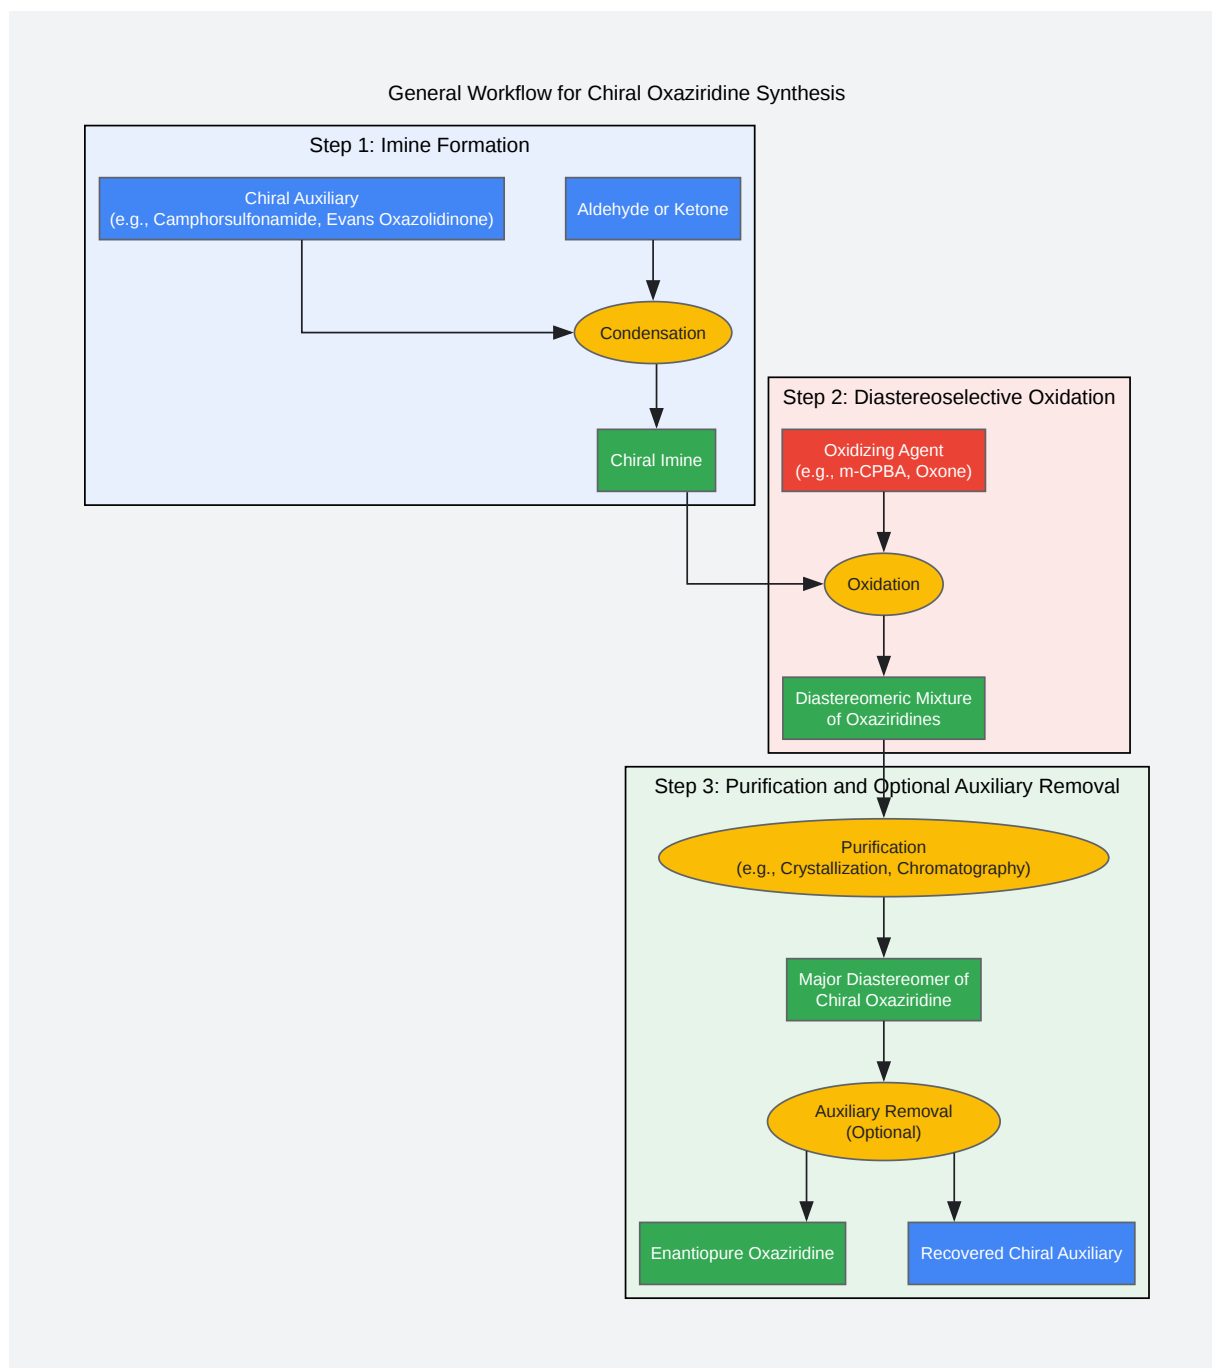 General Workflow for Chiral Oxaziridine Synthesis
Step 1: Imine Formation
Chiral Auxiliary
(e.g., Camphorsulfonamide, Evans Oxazolidinone)
Aldehyde or Ketone
Condensation
Chiral Imine
Step 2: Diastereoselective Oxidation
Oxidizing Agent
(e.g., m-CPBA, Oxone)
Oxidation
Diastereomeric Mixture
of Oxaziridines
Step 3: Purification and Optional Auxiliary Removal
Purification
(e.g., Crystallization, Chromatography)
Major Diastereomer of
Chiral Oxaziridine
Auxiliary Removal
(Optional)
Enantiopure Oxaziridine
Recovered Chiral Auxiliary